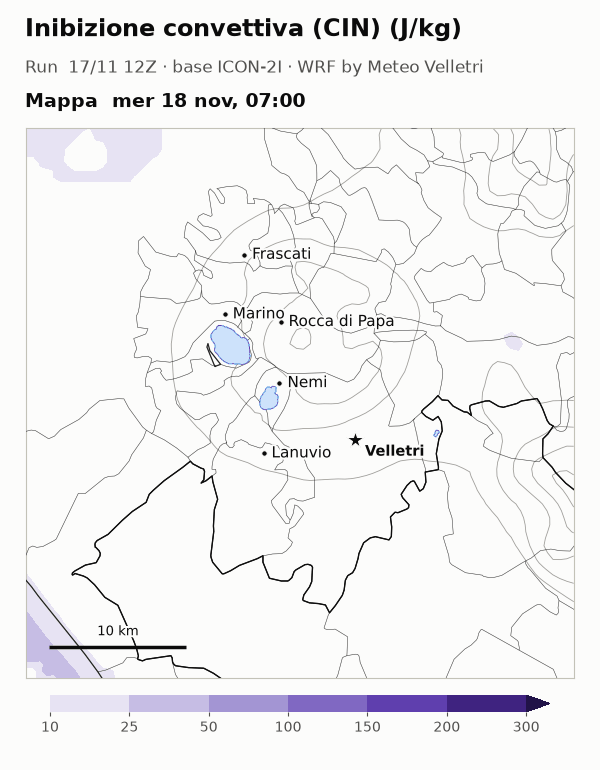 Inibizione convettiva (CIN) (J/kg)
Run  17/11 12Z · base ICON-2I · WRF by Meteo Velletri
Mappa  mer 18 nov, 07:00
Frascati
Marino
Rocca di Papa
Nemi
Velletri
Lanuvio
10 km
10 25 50 100 150 200 300